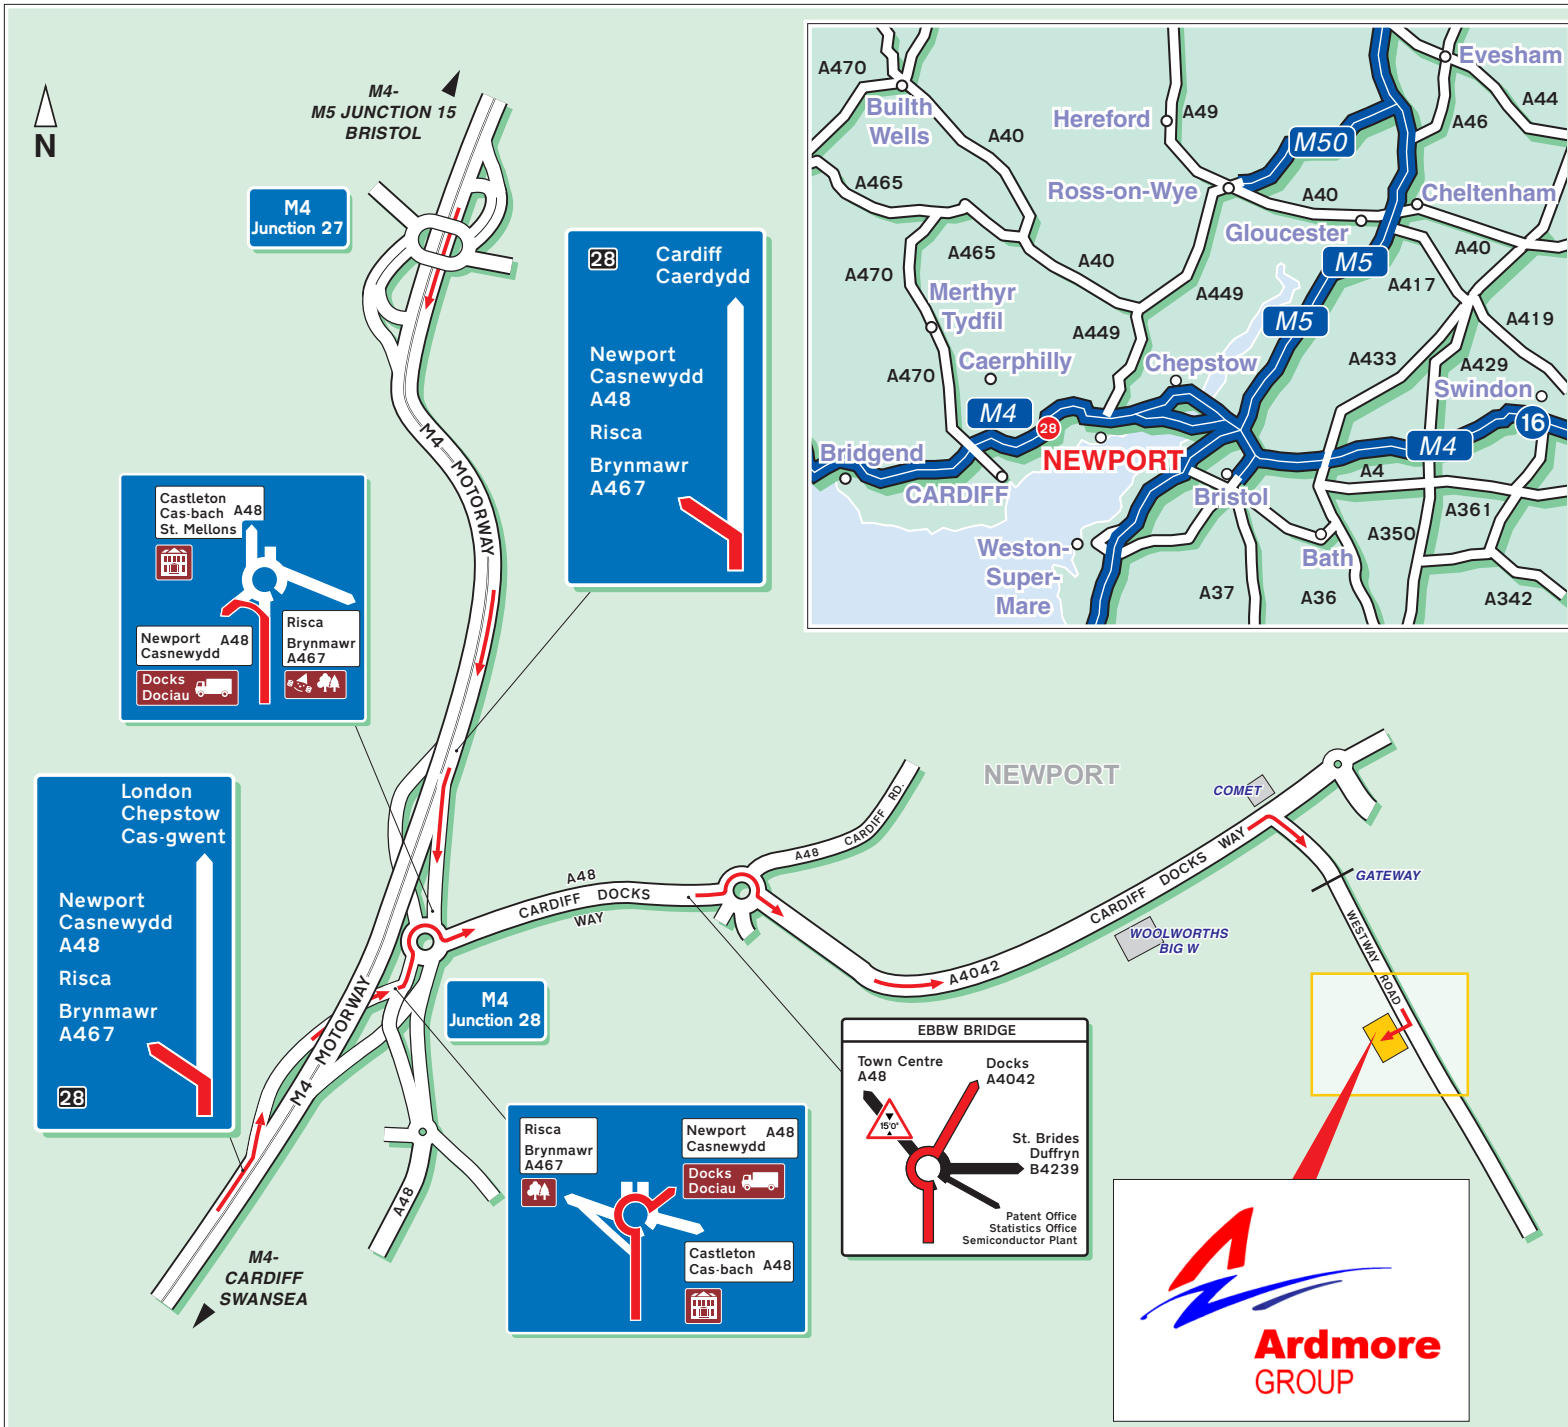 N
M4-
M5 JUNCTION 15
BRISTOL
M4
Junction 27
28
Cardiff
Caerdydd
Newport
Casnewydd
A48
Risca
Brynmawr
A467
M4 MOTORWAY
Castleton
Cas-bach A48
St. Mellons
Newport A48
Casnewydd
Docks
Dociau
Risca
Brynmawr
A467
London
Chepstow
Cas-gwent
Newport
Casnewydd
A48
Risca
Brynmawr
A467
28
M4 MOTORWAY
M4-
CARDIFF
SWANSEA
M4
Junction 28
A48
A48
CARDIFF DOCKS
WAY
A48 CARDIFF RD.
NEWPORT
A4042
CARDIFF DOCKS WAY
COMET
WOOLWORTHS
BIG W
GATEWAY
WESTWAY ROAD
Risca
Brynmawr
A467
Newport A48
Casnewydd
Docks
Dociau
Castleton
Cas-bach A48
EBBW BRIDGE
Town Centre
A48
15'0"
Docks
A4042
St. Brides
Duffryn
B4239
Patent Office
Statistics Office
Semiconductor Plant
Ardmore
GROUP
A470
Builth
Wells
A40
Hereford
A49
M50
Evesham
A44
A46
A465
Ross-on-Wye
A40
Cheltenham
Gloucester
A40
A465
A470
A40
M5
A417
Merthyr
Tydfil
A449
A449
M5
A419
Caerphilly
A470
Chepstow
A433
A429
Swindon
M4
28
16
M4
Bridgend
NEWPORT
CARDIFF
Bristol
A4
A361
A350
Weston-
Super-
Mare
Bath
A37
A36
A342